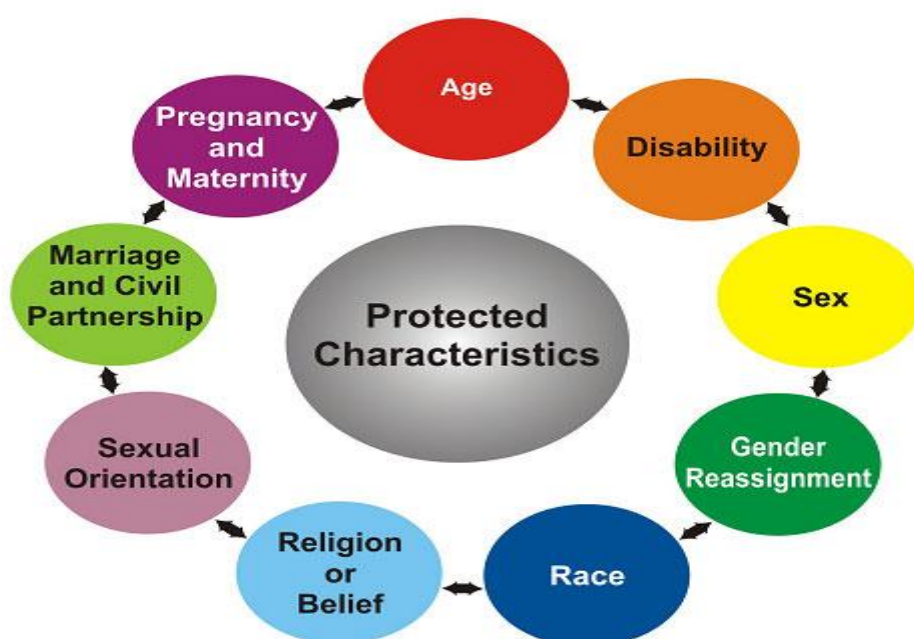 Age
Disability
Sex
Gender
Reassignment
Race
Religion
or
Belief
Sexual
Orientation
Marriage
and Civil
Partnership
Pregnancy
and
Maternity
Protected
Characteristics